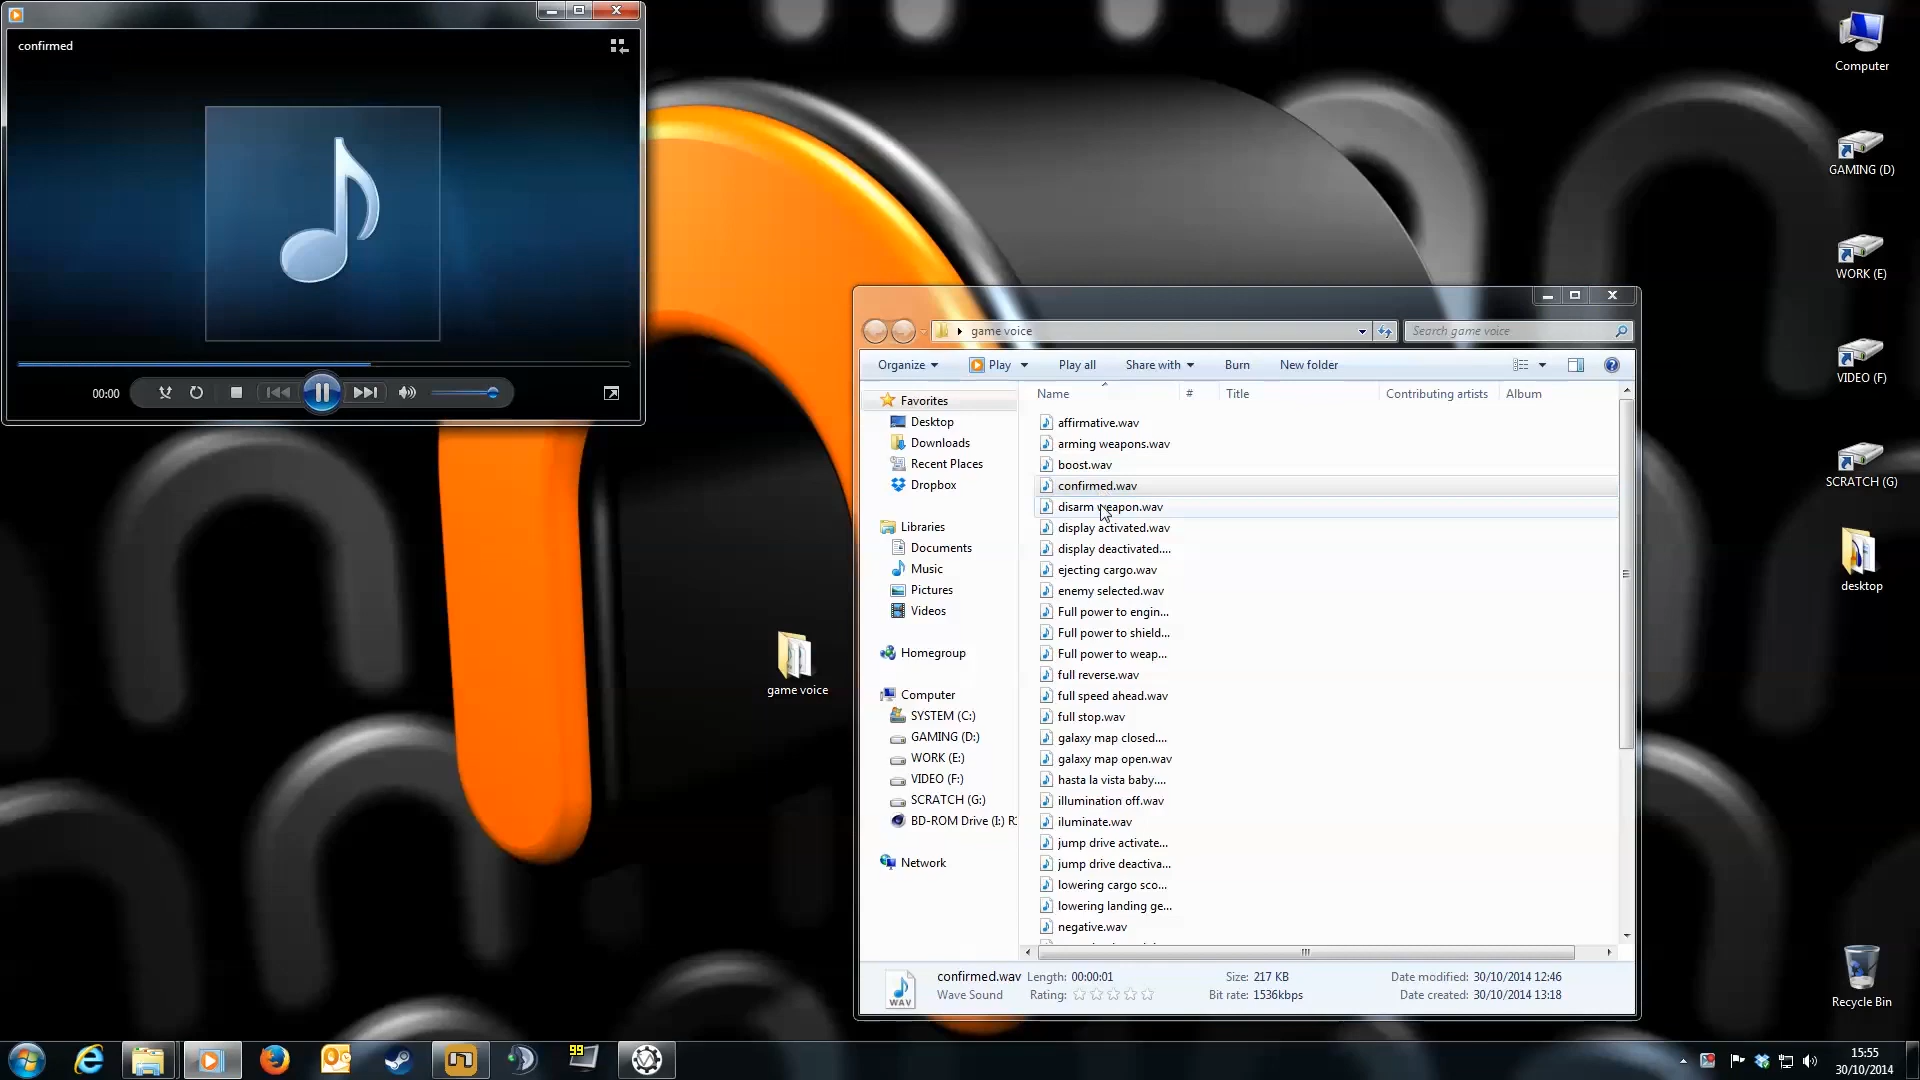 confirmed
00:00
Computer
GAMING (D)
WORK (E)
VIDEO (F)
SCRATCH (G)
desktop
Recycle Bin
game voice
game voice
Search game voice
Organize
Play
Play all
Share with
Burn
New folder
Favorites
Desktop
Downloads
Recent Places
Dropbox
Libraries
Documents
Music
Pictures
Videos
Homegroup
Computer
SYSTEM (C:)
GAMING (D:)
WORK (E:)
VIDEO (F:)
SCRATCH (G:)
BD-ROM Drive (I:)
Network
Name # Title Contributing artists Album
affirmative.wav
arming weapons.wav
boost.wav
confirmed.wav
disarm weapon.wav
display activated.wav
display deactivated....
ejecting cargo.wav
enemy selected.wav
Full power to engin...
Full power to shield...
Full power to weap...
full reverse.wav
full speed ahead.wav
full stop.wav
galaxy map closed....
galaxy map open.wav
hasta la vista baby....
illumination off.wav
iluminate.wav
jump drive activate...
jump drive deactiva...
lowering cargo sco...
lowering landing ge...
negative.wav
WAV
confirmed.wav Length: 00:00:01 Size: 217 KB Date modified: 30/10/2014 12:46
Wave Sound Rating: Bit rate: 1536kbps Date created: 30/10/2014 13:18
99
15:55
30/10/2014